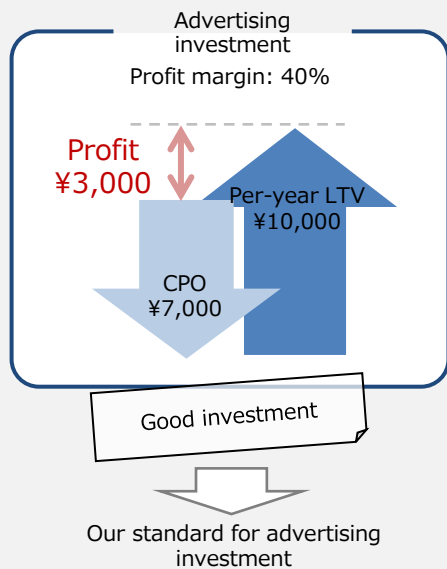 Advertising
investment
Profit margin: 40%
Profit
¥3,000
Per-year LTV
¥10,000
CPO
¥7,000
Good investment
Our standard for advertising
investment